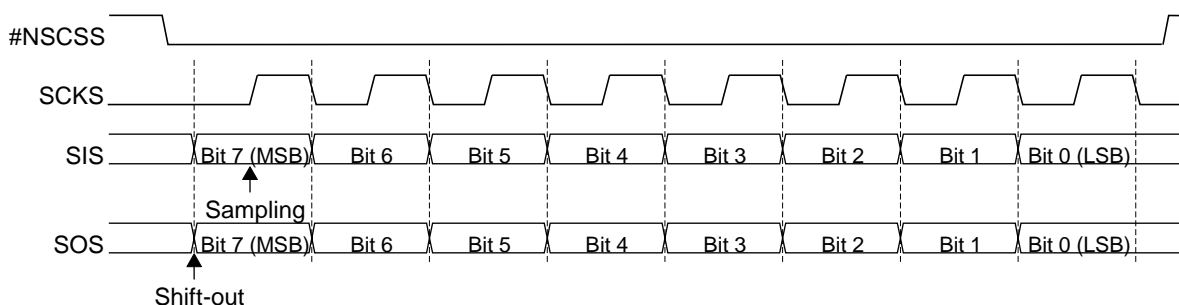 #NSCSS
SCKS
SIS Bit 7 (MSB) Bit 6 Bit 5 Bit 4 Bit 3 Bit 2 Bit 1 Bit 0 (LSB)
Sampling
SOS Bit 7 (MSB) Bit 6 Bit 5 Bit 4 Bit 3 Bit 2 Bit 1 Bit 0 (LSB)
Shift-out